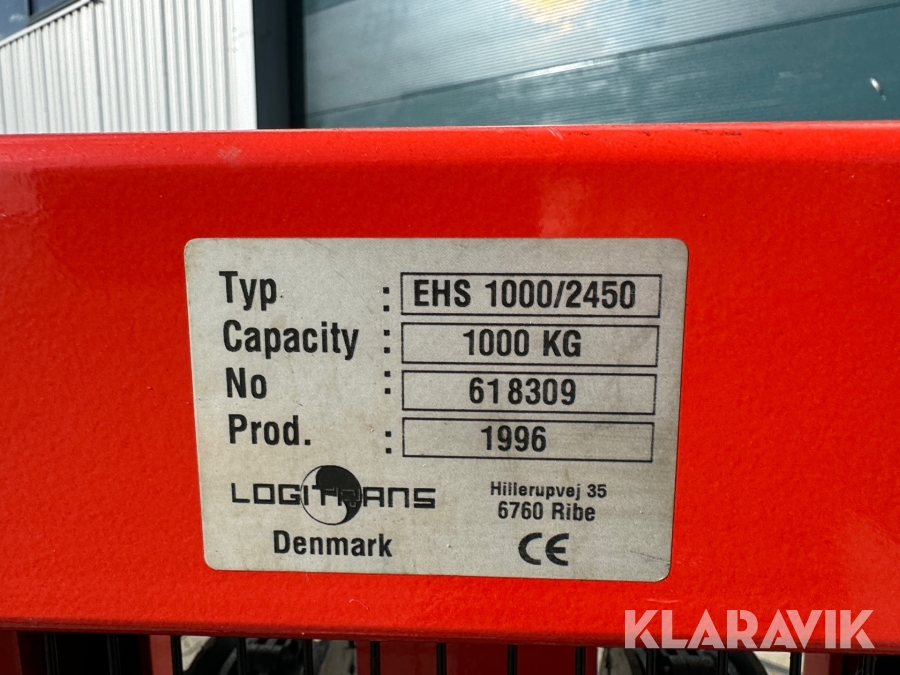 Typ : EHS 1000/2450
Capacity : 1000 KG
No : 618309
Prod. : 1996
LOGITRANS
Denmark
Hillerupvej 35
6760 Ribe
CE
KLARAVIK